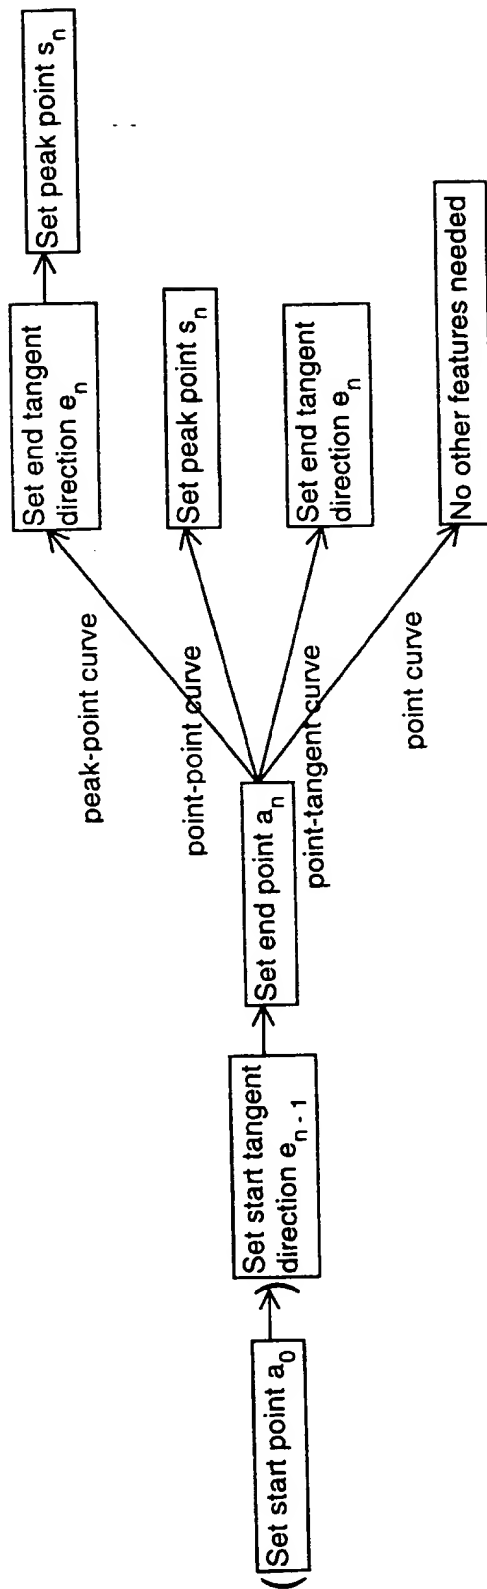 (Set start point a0
Set start tangent
direction en - 1 )
Set end point an
peak-point curve
point-point curve
point-tangent curve
point curve
Set end tangent
direction en
Set peak point sn
Set peak point sn
Set end tangent
direction en
No other features needed